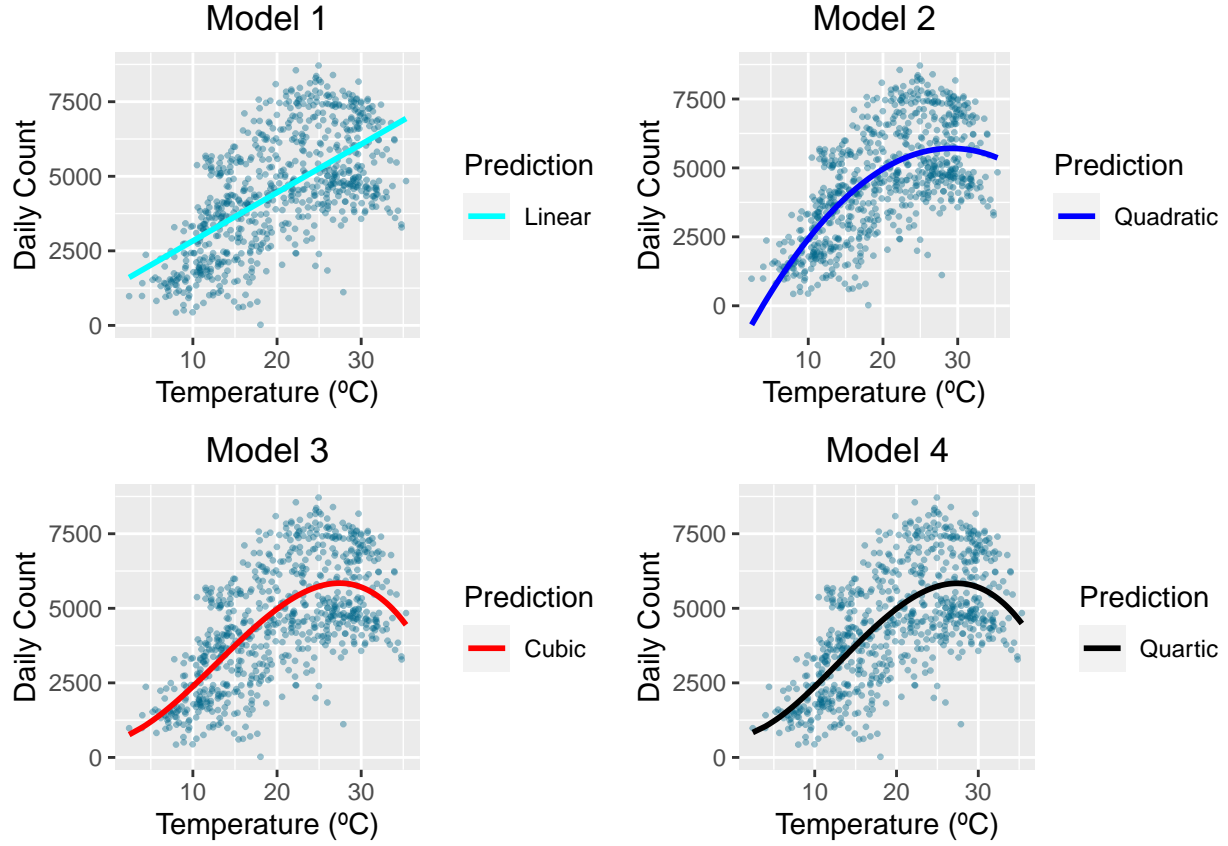 Model 1
Daily Count
7500
5000
2500
0
10 20 30
Temperature (ºC)
Prediction
Linear
Model 2
Daily Count
7500
5000
2500
0
10 20 30
Temperature (ºC)
Prediction
Quadratic
Model 3
Daily Count
7500
5000
2500
0
10 20 30
Temperature (ºC)
Prediction
Cubic
Model 4
Daily Count
7500
5000
2500
0
10 20 30
Temperature (ºC)
Prediction
Quartic